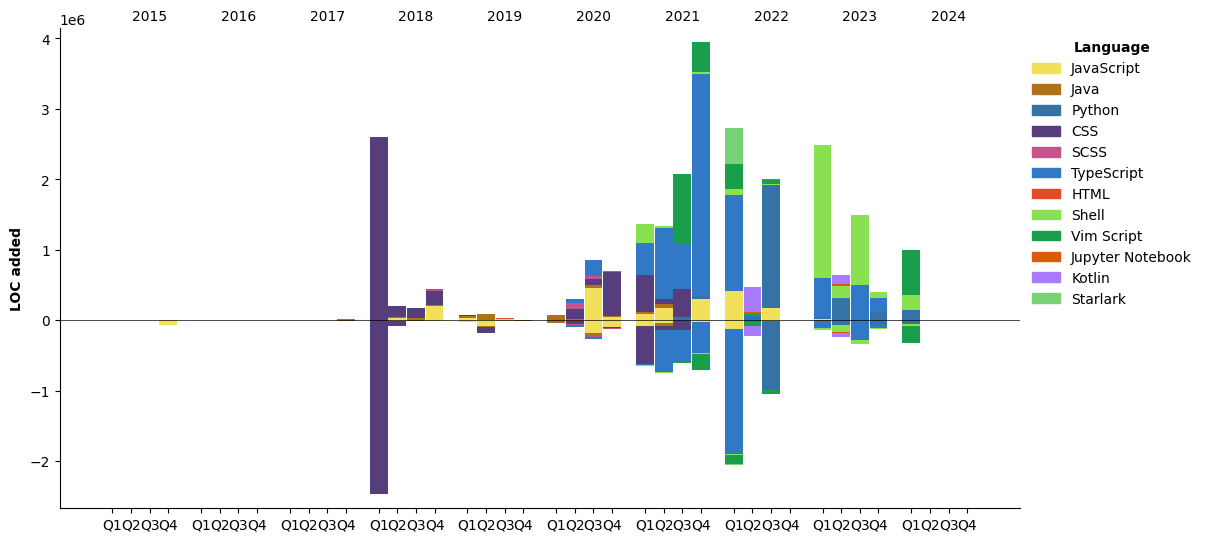 2015 2016 2017 2018 2019 2020 2021 2022 2023 2024
1e6
4
3
2
1
0
−1
−2
LOC added
Q1Q2Q3Q4 Q1Q2Q3Q4 Q1Q2Q3Q4 Q1Q2Q3Q4 Q1Q2Q3Q4 Q1Q2Q3Q4 Q1Q2Q3Q4 Q1Q2Q3Q4 Q1Q2Q3Q4 Q1Q2Q3Q4
Language
JavaScript
Java
Python
CSS
SCSS
TypeScript
HTML
Shell
Vim Script
Jupyter Notebook
Kotlin
Starlark